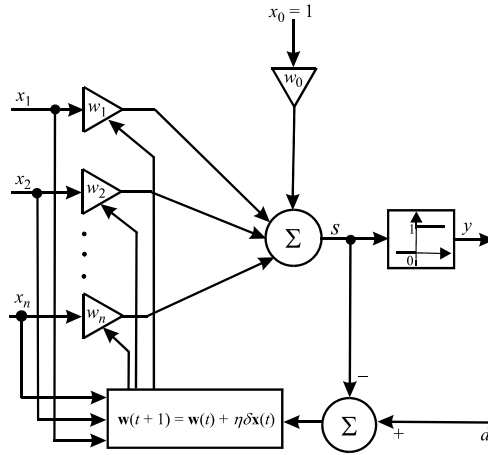 x₀ = 1
w₀
x₁
w₁
x₂
w₂
xₙ
wₙ
Σ
s
1
0
y
w(t + 1) = w(t) + ηδx(t)
Σ
−
+
d